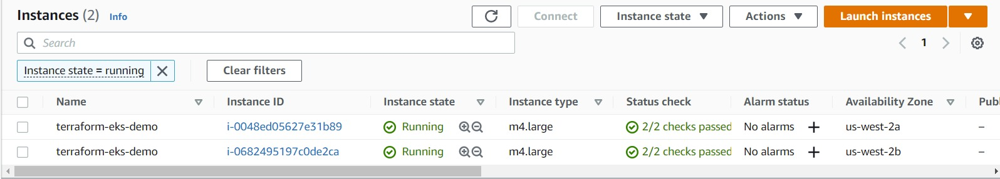 Instances (2) Info Connect Instance state Actions Launch instances
Search 1
Instance state = running Clear filters
Name Instance ID Instance state Instance type Status check Alarm status Availability Zone Publ
terraform-eks-demo i-0048ed05627e31b89 Running m4.large 2/2 checks passed No alarms us-west-2a –
terraform-eks-demo i-0682495197c0de2ca Running m4.large 2/2 checks passed No alarms us-west-2b –